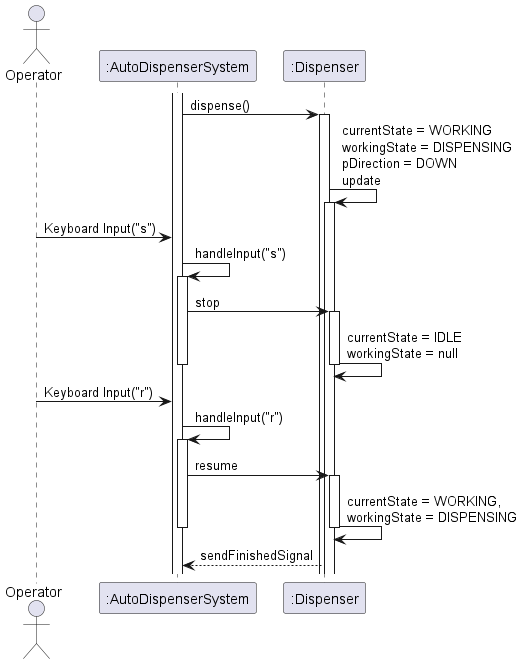 Operator
:AutoDispenserSystem
:Dispenser
dispense()
currentState = WORKING
workingState = DISPENSING
pDirection = DOWN
update
Keyboard Input("s")
handleInput("s")
stop
currentState = IDLE
workingState = null
Keyboard Input("r")
handleInput("r")
resume
currentState = WORKING,
workingState = DISPENSING
sendFinishedSignal
Operator
:AutoDispenserSystem
:Dispenser